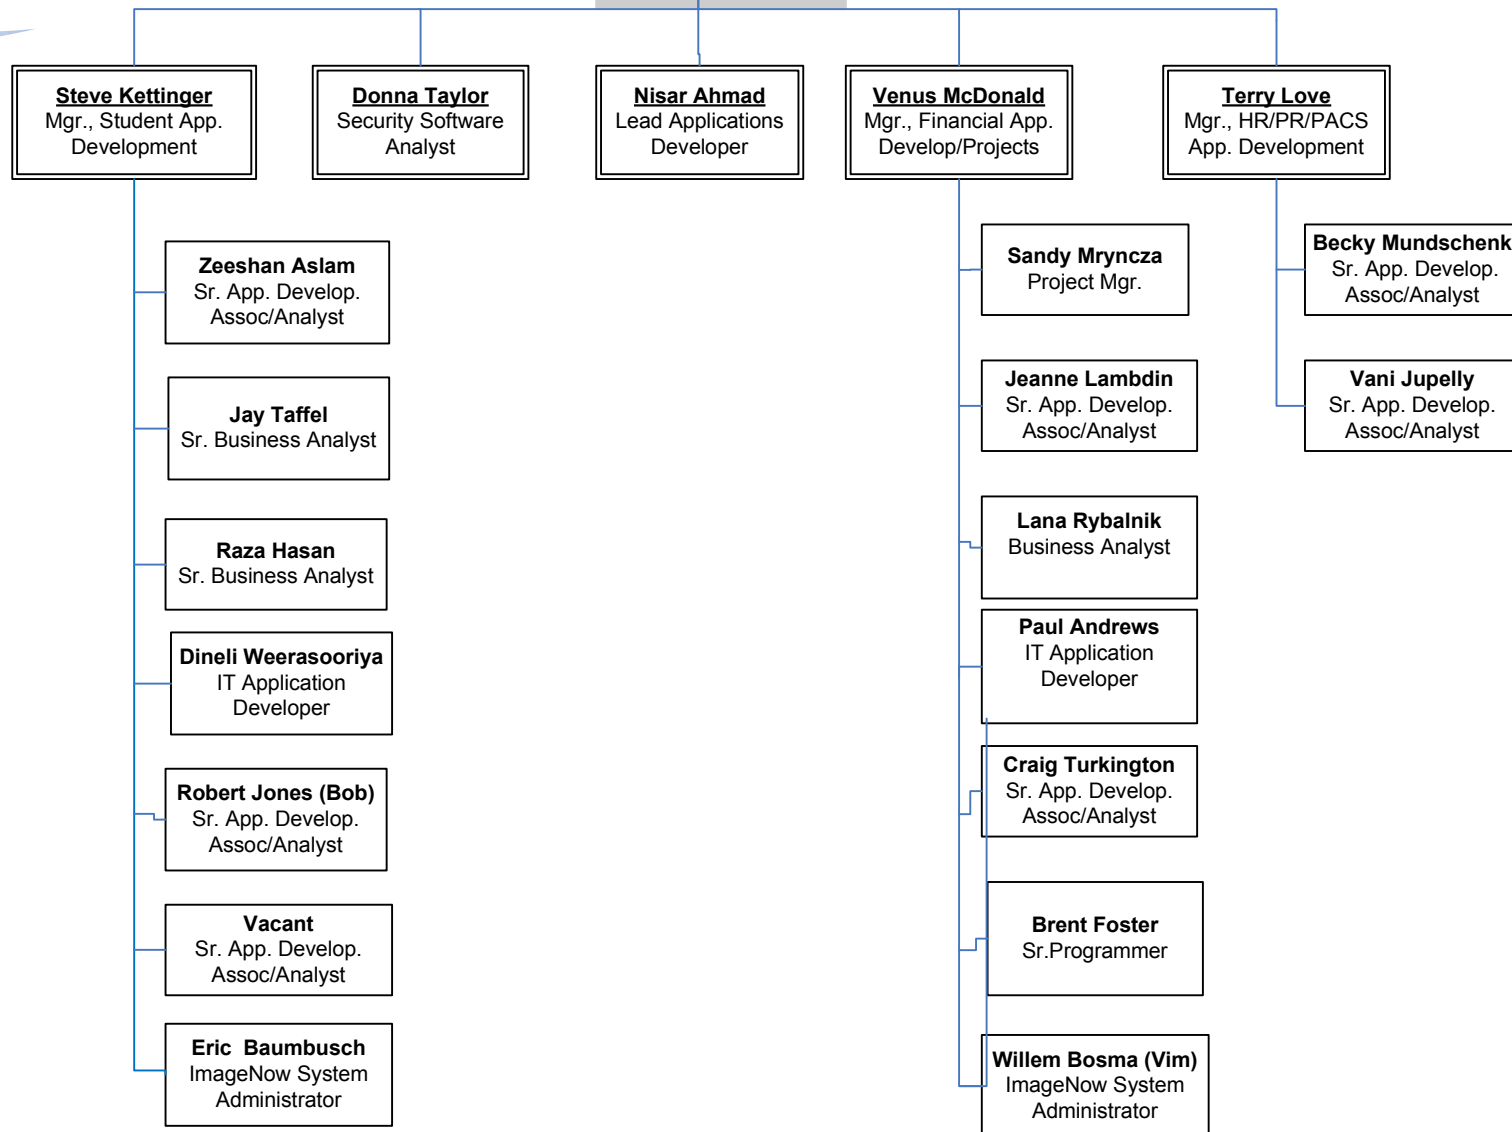 Steve Kettinger
Mgr., Student App.
Development
Donna Taylor
Security Software
Analyst
Nisar Ahmad
Lead Applications
Developer
Venus McDonald
Mgr., Financial App.
Develop/Projects
Terry Love
Mgr., HR/PR/PACS
App. Development
Zeeshan Aslam
Sr. App. Develop.
Assoc/Analyst
Jay Taffel
Sr. Business Analyst
Raza Hasan
Sr. Business Analyst
Dineli Weerasooriya
IT Application
Developer
Robert Jones (Bob)
Sr. App. Develop.
Assoc/Analyst
Vacant
Sr. App. Develop.
Assoc/Analyst
Eric  Baumbusch
ImageNow System
Administrator
Sandy Mryncza
Project Mgr.
Jeanne Lambdin
Sr. App. Develop.
Assoc/Analyst
Lana Rybalnik
Business Analyst
Paul Andrews
IT Application
Developer
Craig Turkington
Sr. App. Develop.
Assoc/Analyst
Brent Foster
Sr.Programmer
Willem Bosma (Vim)
ImageNow System
Administrator
Becky Mundschenk
Sr. App. Develop.
Assoc/Analyst
Vani Jupelly
Sr. App. Develop.
Assoc/Analyst